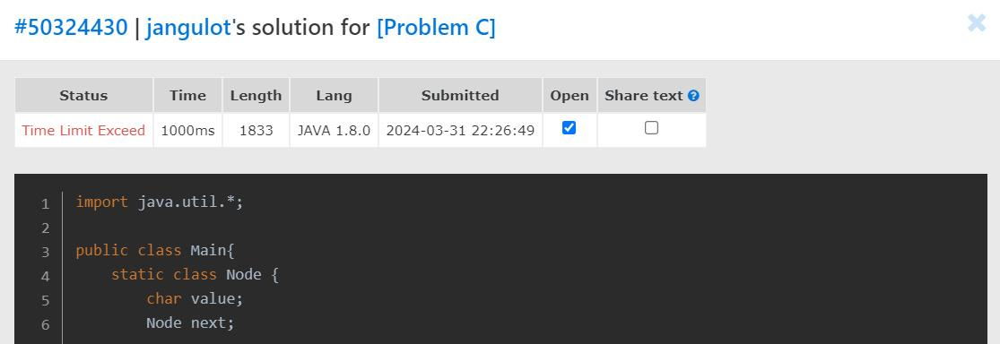 #50324430 | jangulot's solution for [Problem C]
Status Time Length Lang Submitted Open Share text ?
Time Limit Exceed 1000ms 1833 JAVA 1.8.0 2024-03-31 22:26:49
1 import java.util.*;
2
3 public class Main{
4 static class Node {
5 char value;
6 Node next;